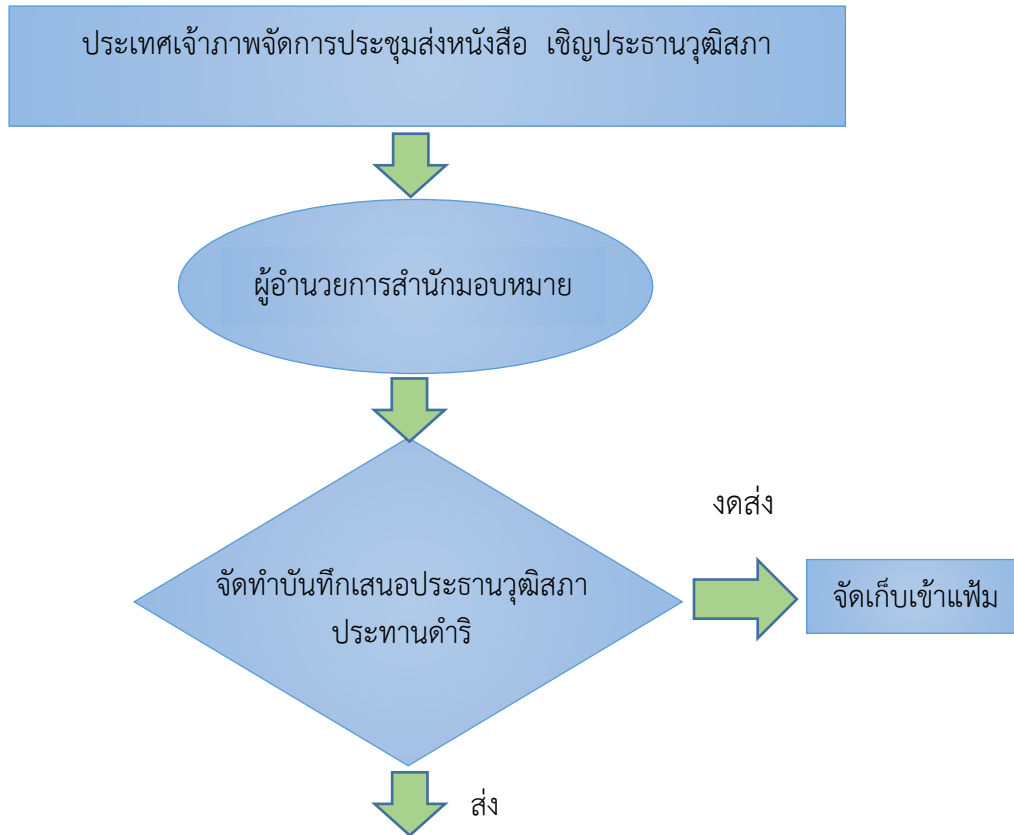 ประเทศเจ้าภาพจัดการประชุมส่งหนังสือ เชิญประธานวุฒิสภา
ผู้อำนวยการสำนักมอบหมาย
งดส่ง
จัดทำบันทึกเสนอประธานวุฒิสภา
ประทานดำริ
จัดเก็บเข้าแฟ้ม
ส่ง